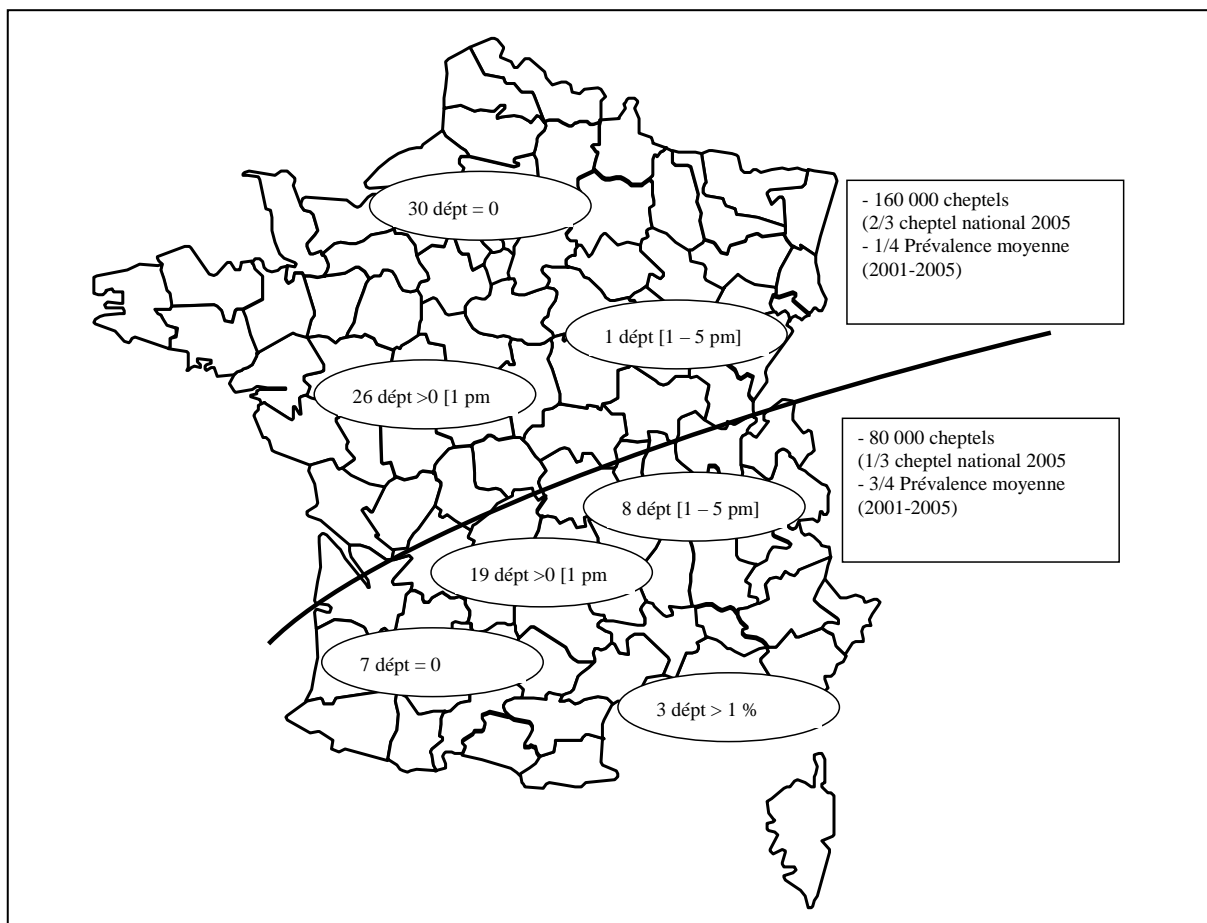 30 dépt = 0
- 160 000 cheptels
(2/3 cheptel national 2005
- 1/4 Prévalence moyenne
(2001-2005)
1 dépt [1 – 5 pm]
26 dépt >0 [1 pm
- 80 000 cheptels
(1/3 cheptel national 2005
- 3/4 Prévalence moyenne
(2001-2005)
8 dépt [1 – 5 pm]
19 dépt >0 [1 pm
7 dépt = 0
3 dépt > 1 %